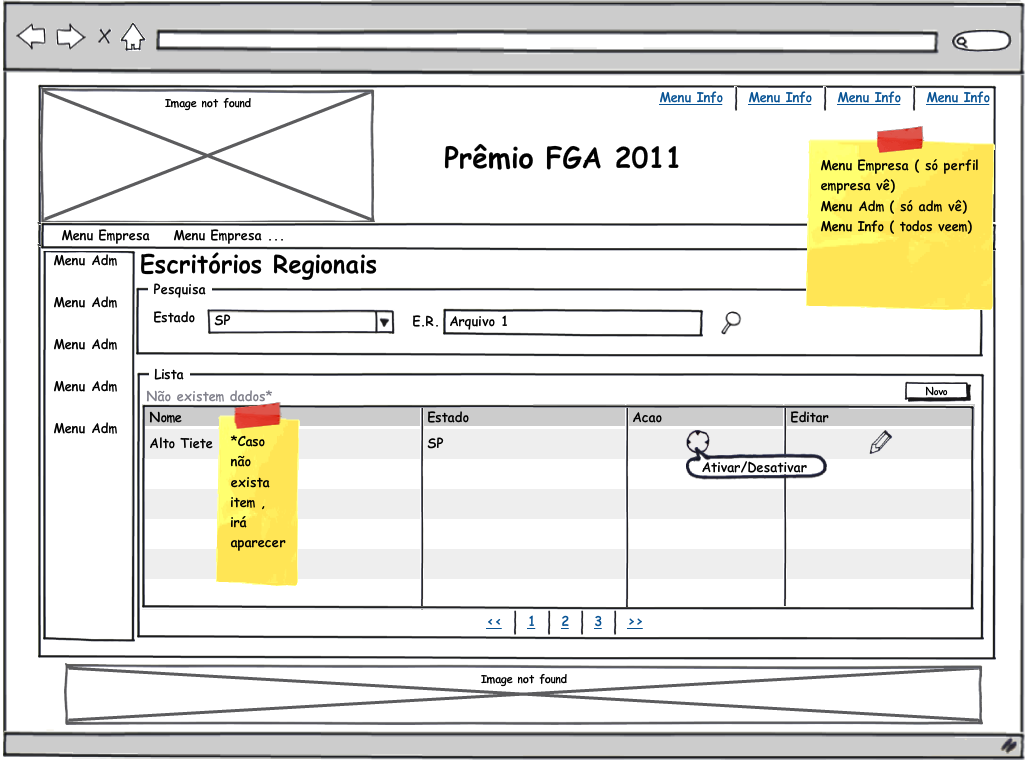 Image not found
Menu Info Menu Info Menu Info Menu Info
Prêmio FGA 2011
Menu Empresa ( só perfil
empresa vê)
Menu Adm ( só adm vê)
Menu Info ( todos veem)
Menu Empresa Menu Empresa ...
Menu Adm
Menu Adm
Menu Adm
Menu Adm
Menu Adm
Escritórios Regionais
Pesquisa
Estado SP E.R. Arquivo 1
Lista
Não existem dados*
Novo
Nome Estado Acao Editar
Alto Tiete SP
*Caso
não
exista
item ,
irá
aparecer
Ativar/Desativar
<< 1 2 3 >>
Image not found